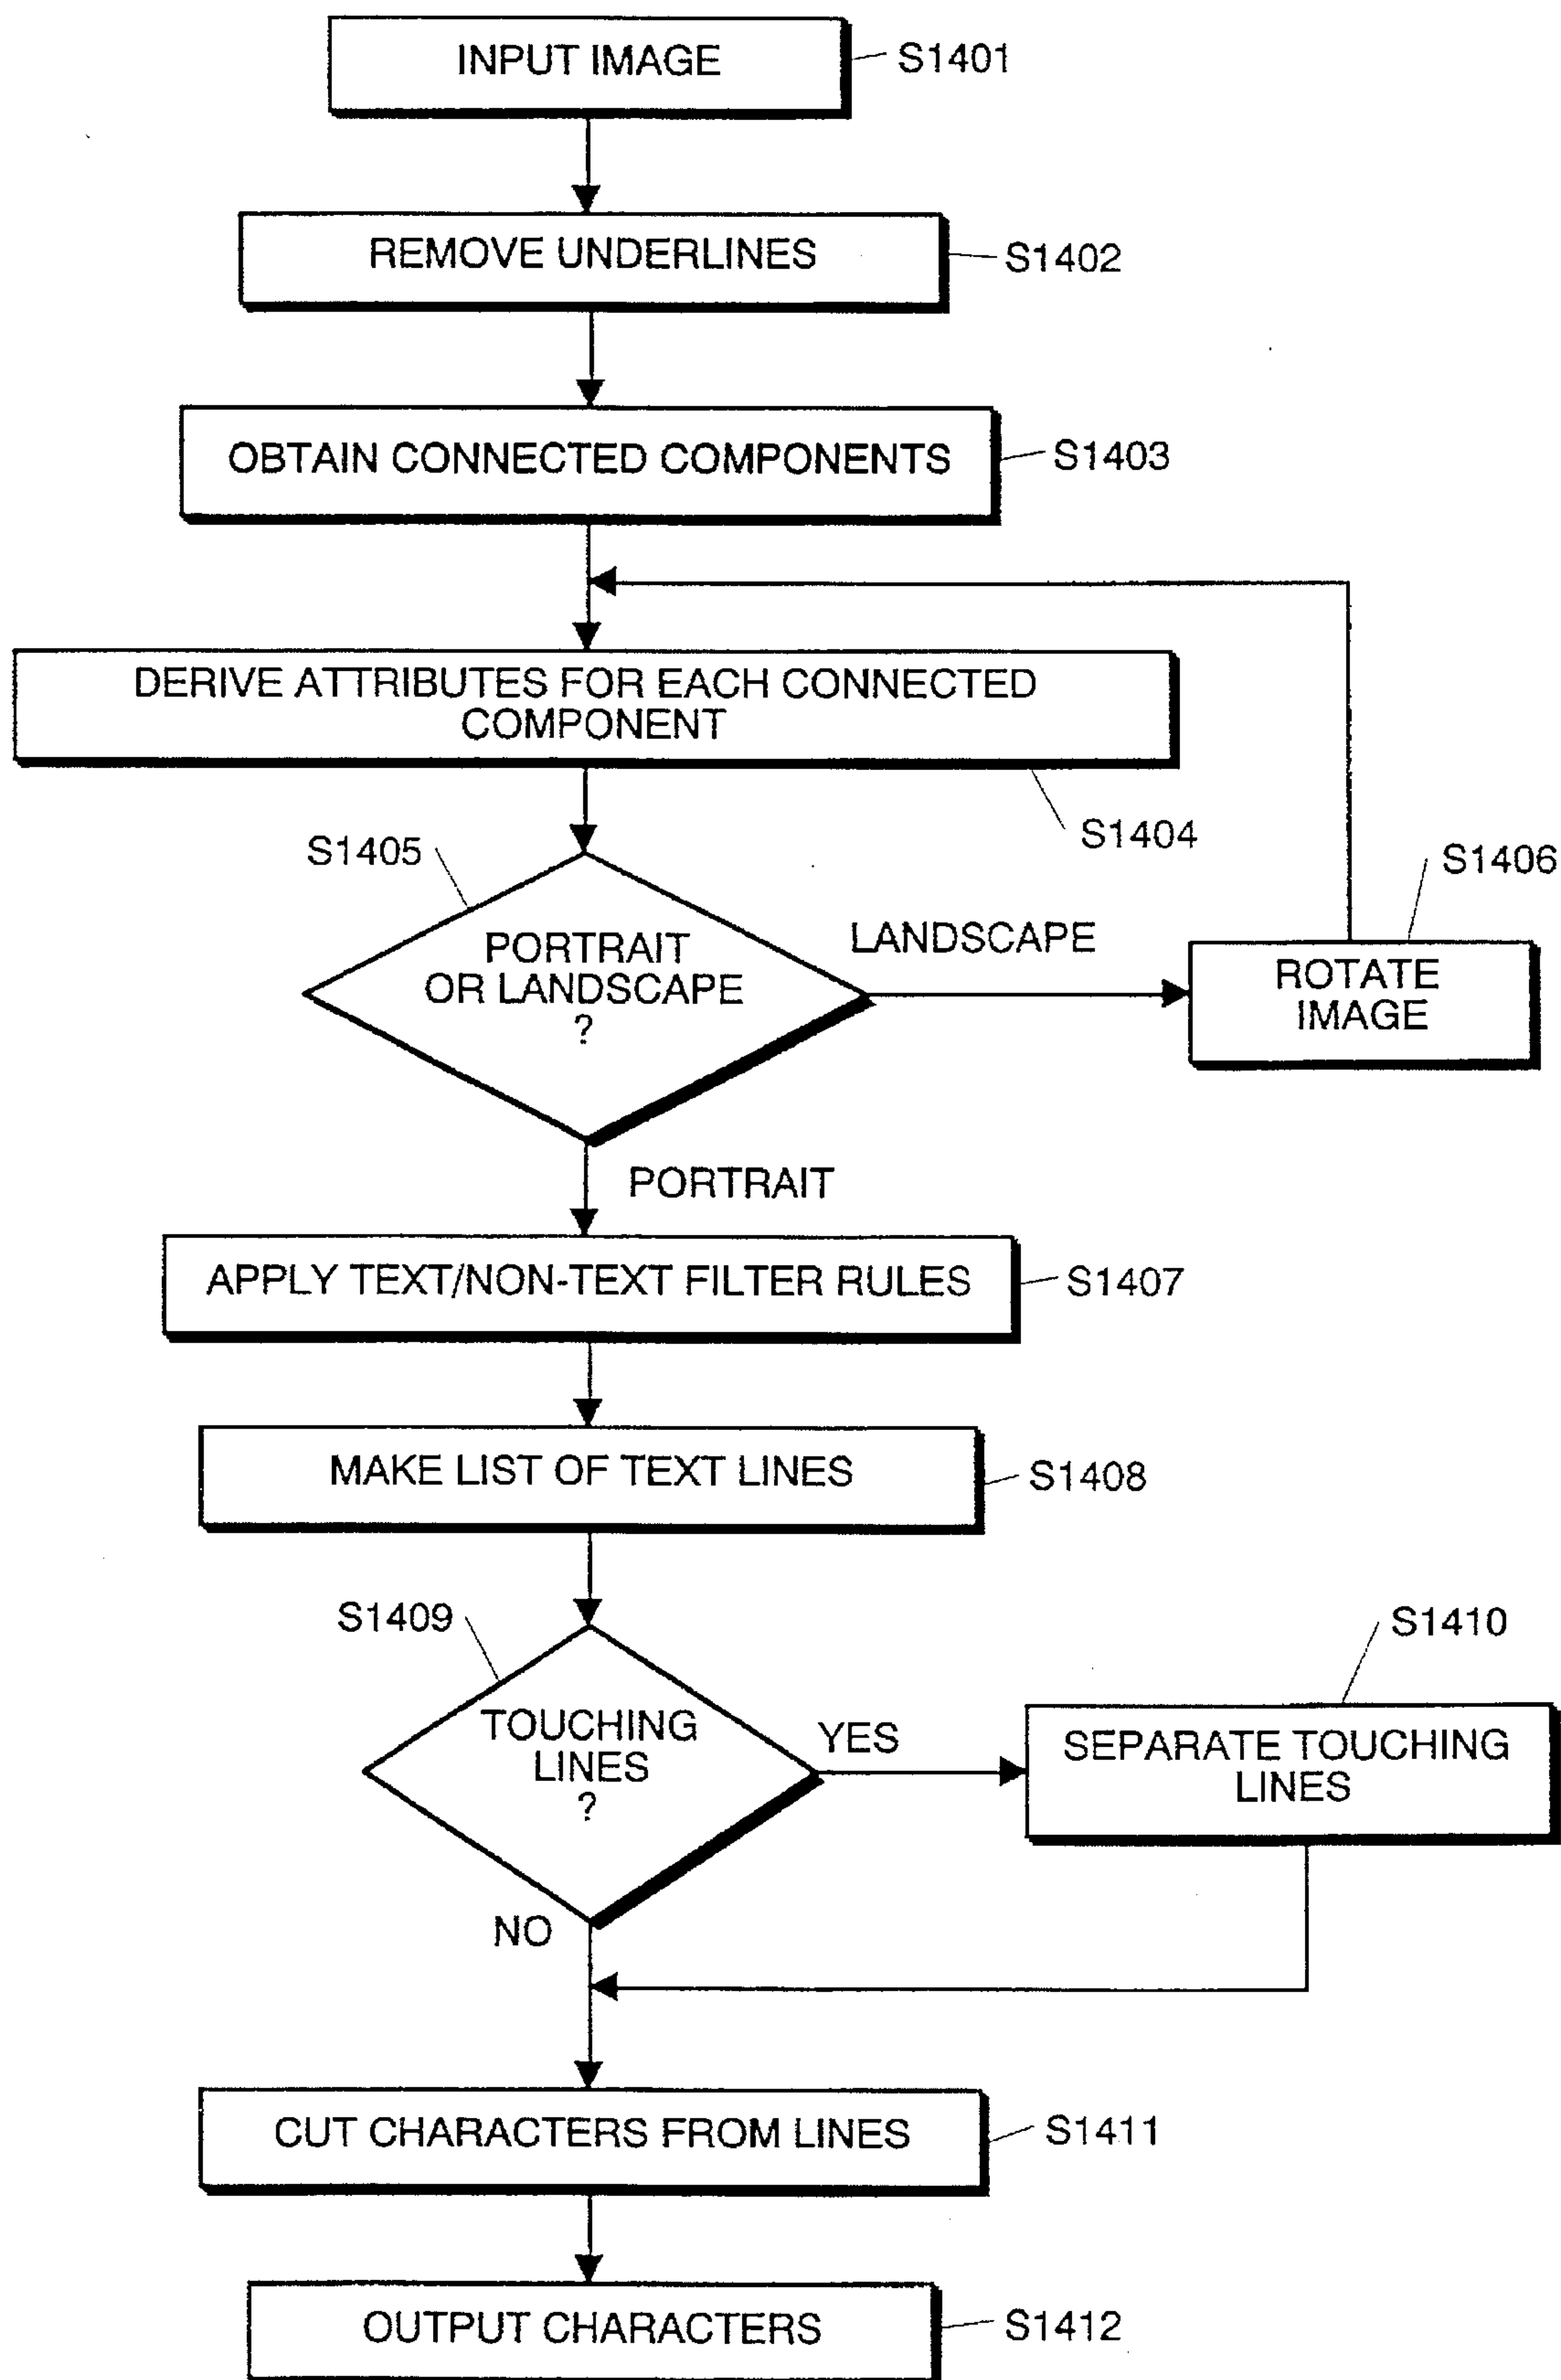 INPUT IMAGE
S1401
REMOVE UNDERLINES
S1402
OBTAIN CONNECTED COMPONENTS
S1403
DERIVE ATTRIBUTES FOR EACH CONNECTED
COMPONENT
S1404
S1405
PORTRAIT
OR LANDSCAPE
?
LANDSCAPE
S1406
ROTATE
IMAGE
PORTRAIT
APPLY TEXT/NON-TEXT FILTER RULES
S1407
MAKE LIST OF TEXT LINES
S1408
S1409
TOUCHING
LINES
?
YES
S1410
SEPARATE TOUCHING
LINES
NO
CUT CHARACTERS FROM LINES
S1411
OUTPUT CHARACTERS
S1412